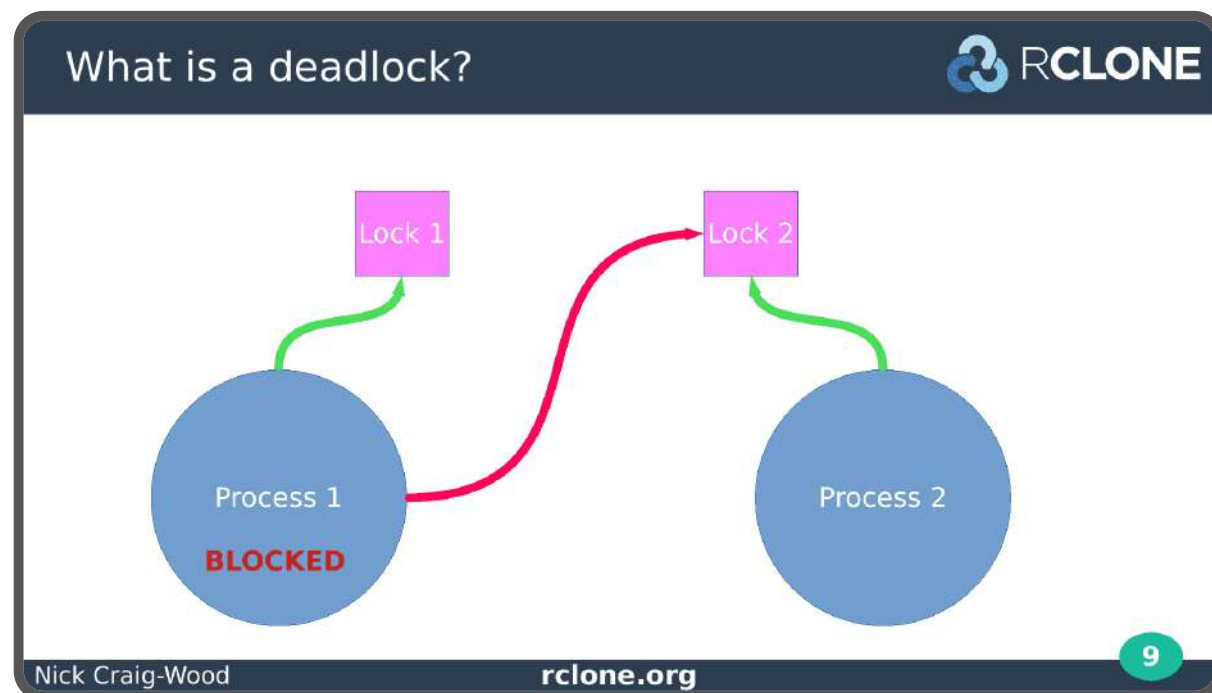 What is a deadlock?
RCLONE
Lock 1
Lock 2
Process 1
BLOCKED
Process 2
Nick Craig-Wood
rclone.org
9